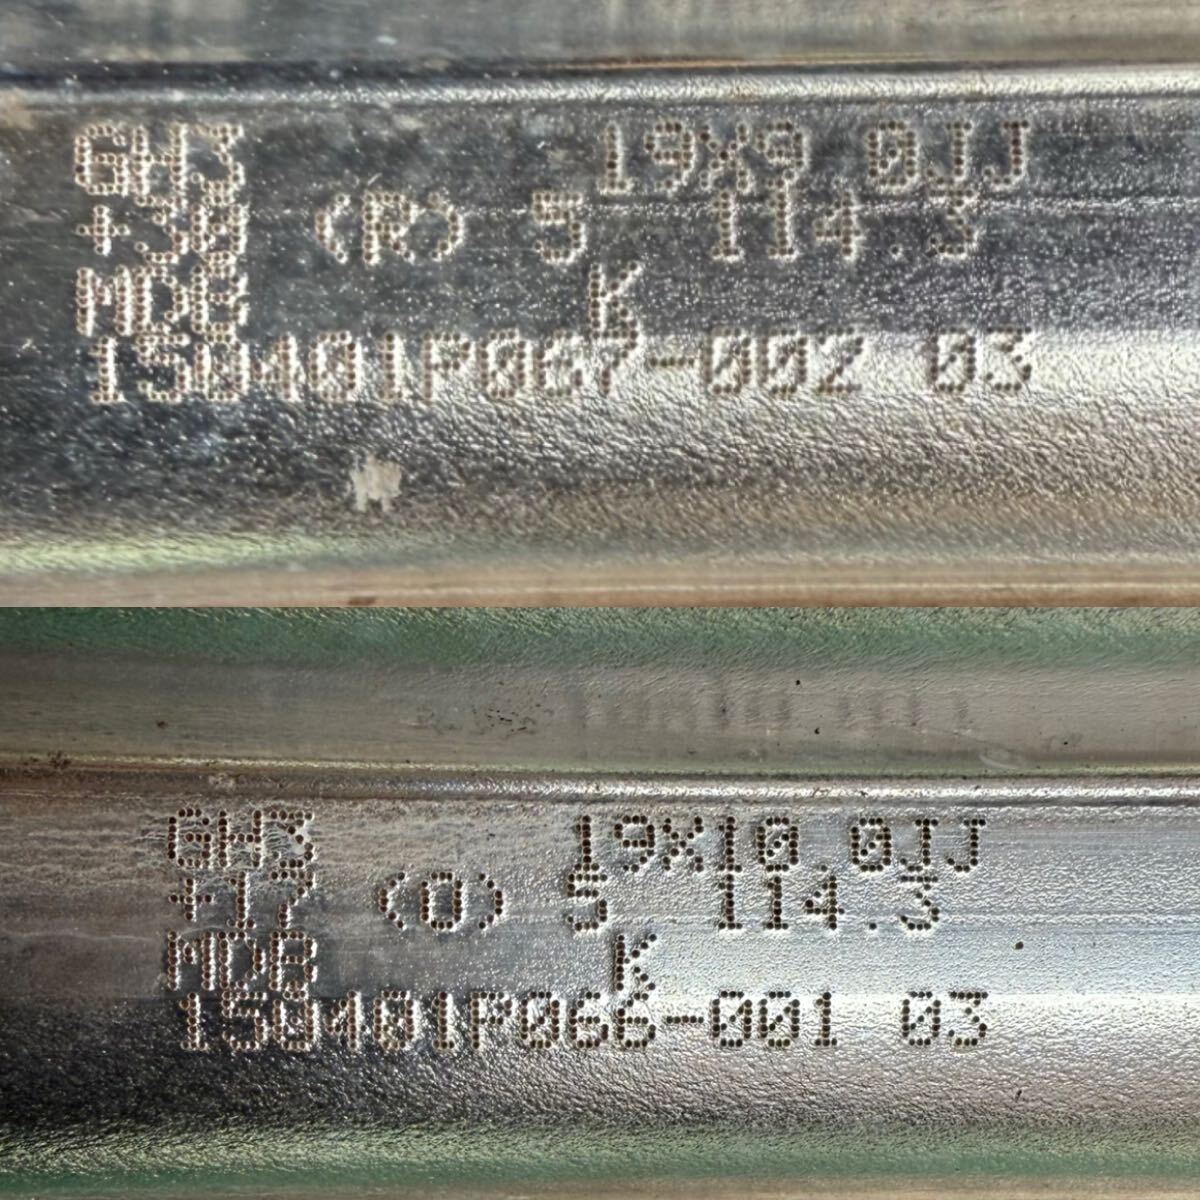 GH3 19X9.0JJ
+38 (R) 5 114.3
MDB K
150401P067-002 03
GH3 19X10.0JJ
+17 (O) 5 114.3
MDB K
150401P066-001 03